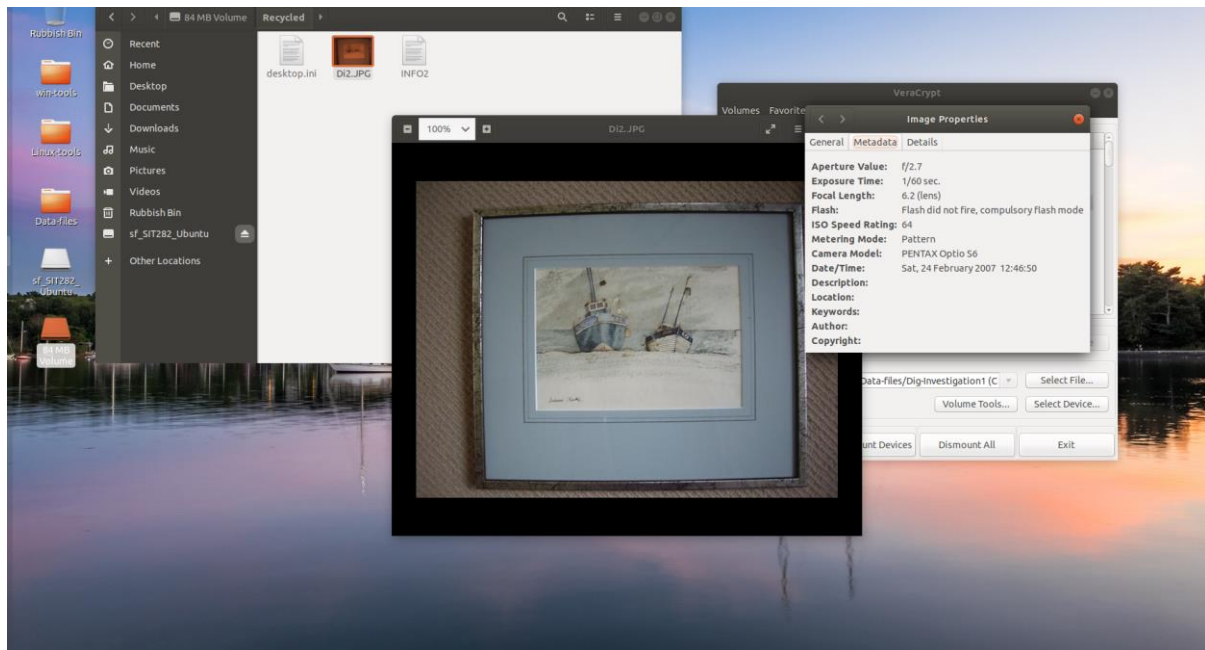 Rubbish Bin
win-tools
Linux-tools
Data-files
sf_SIT282_
Ubuntu
84 MB
Volume
84 MB Volume
Recycled
Recent
Home
Desktop
Documents
Downloads
Music
Pictures
Videos
Rubbish Bin
sf_SIT282_Ubuntu
Other Locations
desktop.ini
Di2.JPG
INFO2
100%
Di2.JPG
VeraCrypt
Volumes Favorite
Image Properties
General Metadata Details
Aperture Value: f/2.7
Exposure Time: 1/60 sec.
Focal Length: 6.2 (lens)
Flash: Flash did not fire, compulsory flash mode
ISO Speed Rating: 64
Metering Mode: Pattern
Camera Model: PENTAX Optio S6
Date/Time: Sat, 24 February 2007 12:46:50
Description:
Location:
Keywords:
Author:
Copyright:
Data-files/Dig-Investigation1 (C
Select File...
Volume Tools...
Select Device...
unt Devices
Dismount All
Exit